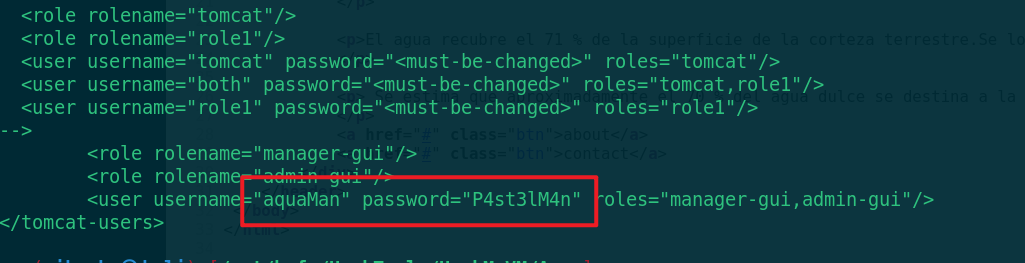 </p>
<role rolename="tomcat"/>
<role rolename="role1"/>
<p>El agua recubre el 71 % de la superficie de la corteza terrestre.Se lo
<user username="tomcat" password="<must-be-changed>" roles="tomcat"/>
<user username="both" password="<must-be-changed>" roles="tomcat,role1"/>
agua dulce se destina a la
<user username="role1" password="<must-be-changed>" roles="role1"/>
</p>
-->
<a href="#" class="btn">about</a>
<role rolename="manager-gui"/>
<a href="#" class="btn">contact</a>
<role rolename="admin-gui"/>
<user username="aquaMan" password="P4st3lM4n" roles="manager-gui,admin-gui"/>
</body>
</tomcat-users>
</html>